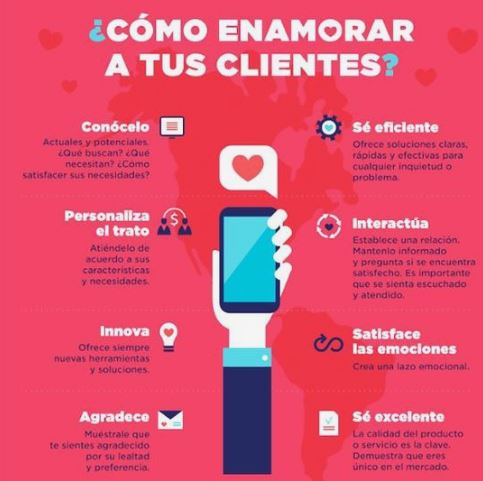 ¿CÓMO ENAMORAR
A TUS CLIENTES?
Conócelo
Actuales y potenciales.
¿Qué buscan? ¿Qué
necesitan? ¿Cómo
satisfacer sus necesidades?
Sé eficiente
Ofrece soluciones claras,
rápidas y efectivas para
cualquier inquietud o
problema.
Personaliza
el trato
Atiéndelo de
acuerdo a sus
características
y necesidades.
Interactúa
Establece una relación.
Mantenlo informado
y pregunta si se encuentra
satisfecho. Es importante
que se sienta escuchado
y atendido.
Innova
Ofrece siempre
nuevas herramientas
y soluciones.
Satisface
las emociones
Crea una lazo emocional.
Agradece
Muéstrale que
te sientes agradecido
por su lealtad
y preferencia.
Sé excelente
La calidad del producto
o servicio es la clave.
Demuestra que eres
único en el mercado.